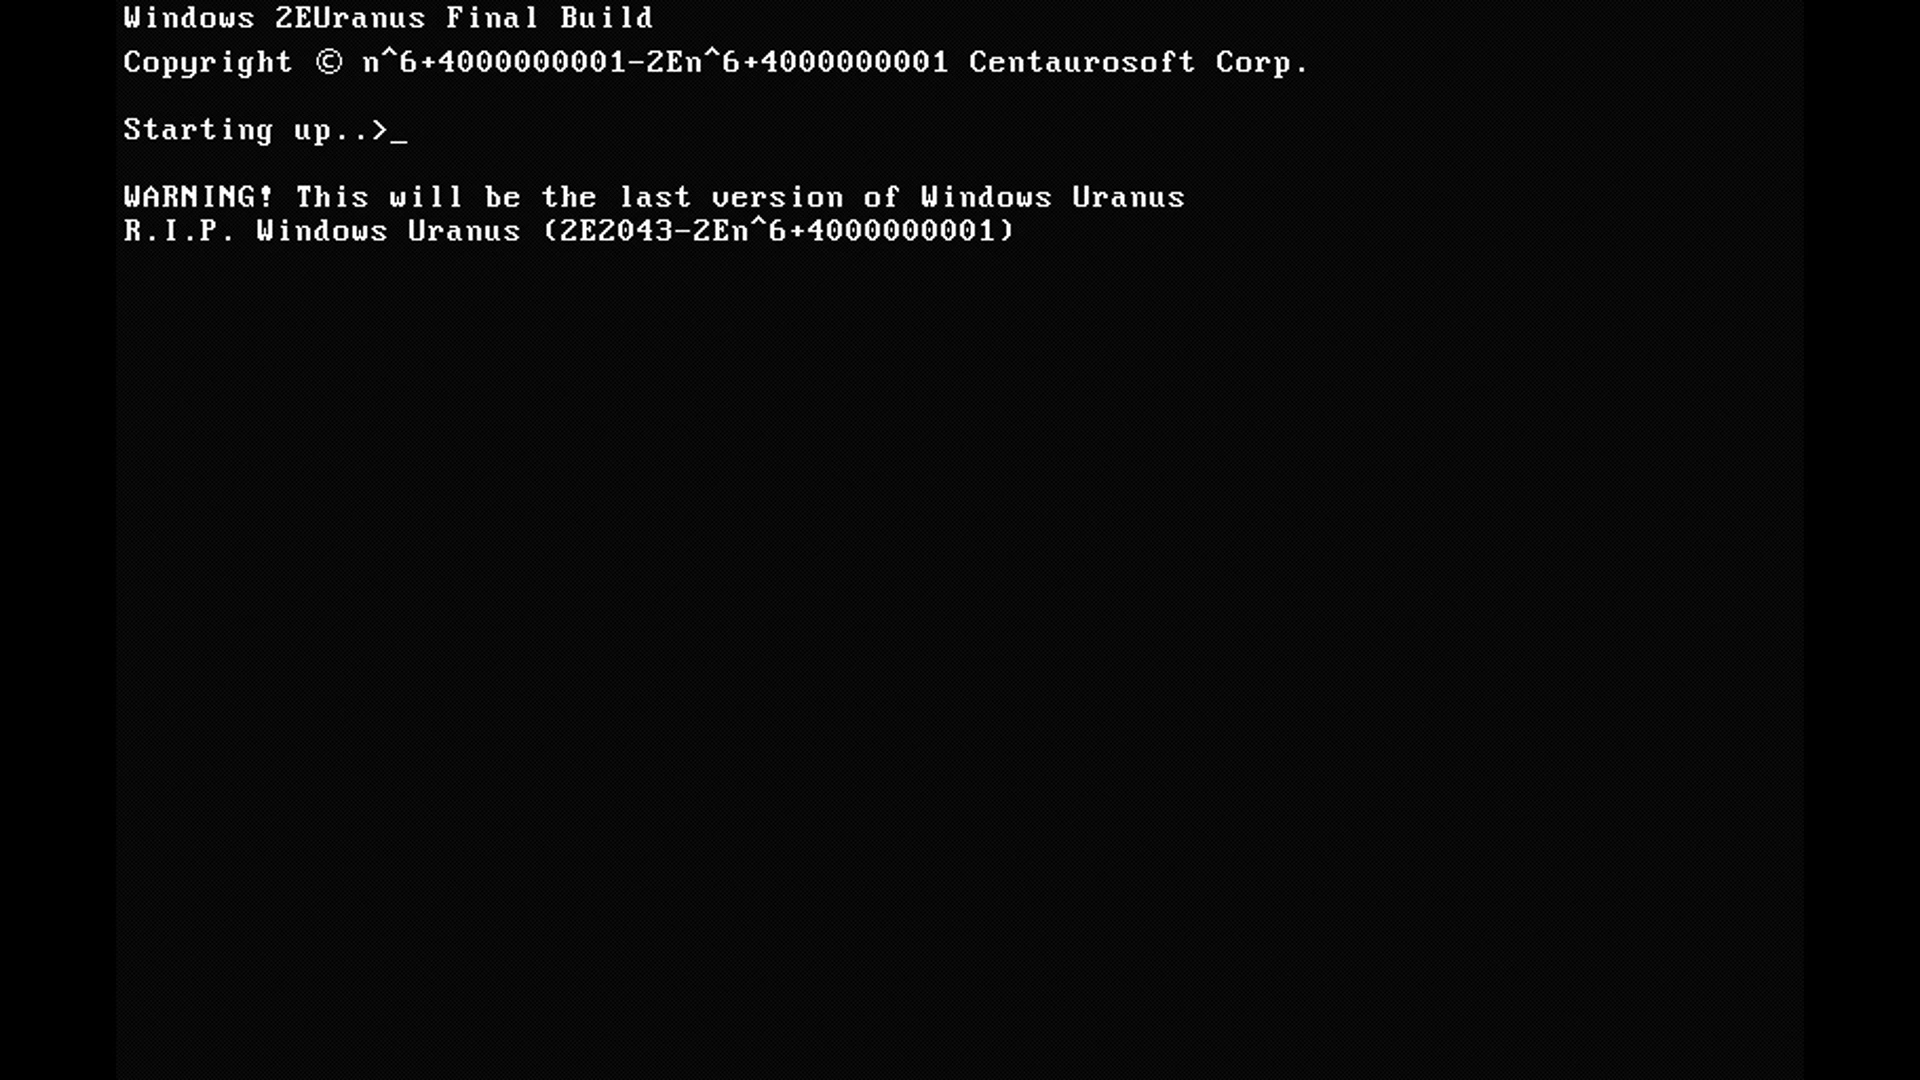 Windows 2EUranus Final Build
Copyright © n^6+4000000001-2En^6+4000000001 Centaurosoft Corp.
Starting up..>_
WARNING! This will be the last version of Windows Uranus
R.I.P. Windows Uranus (2E2043-2En^6+4000000001)